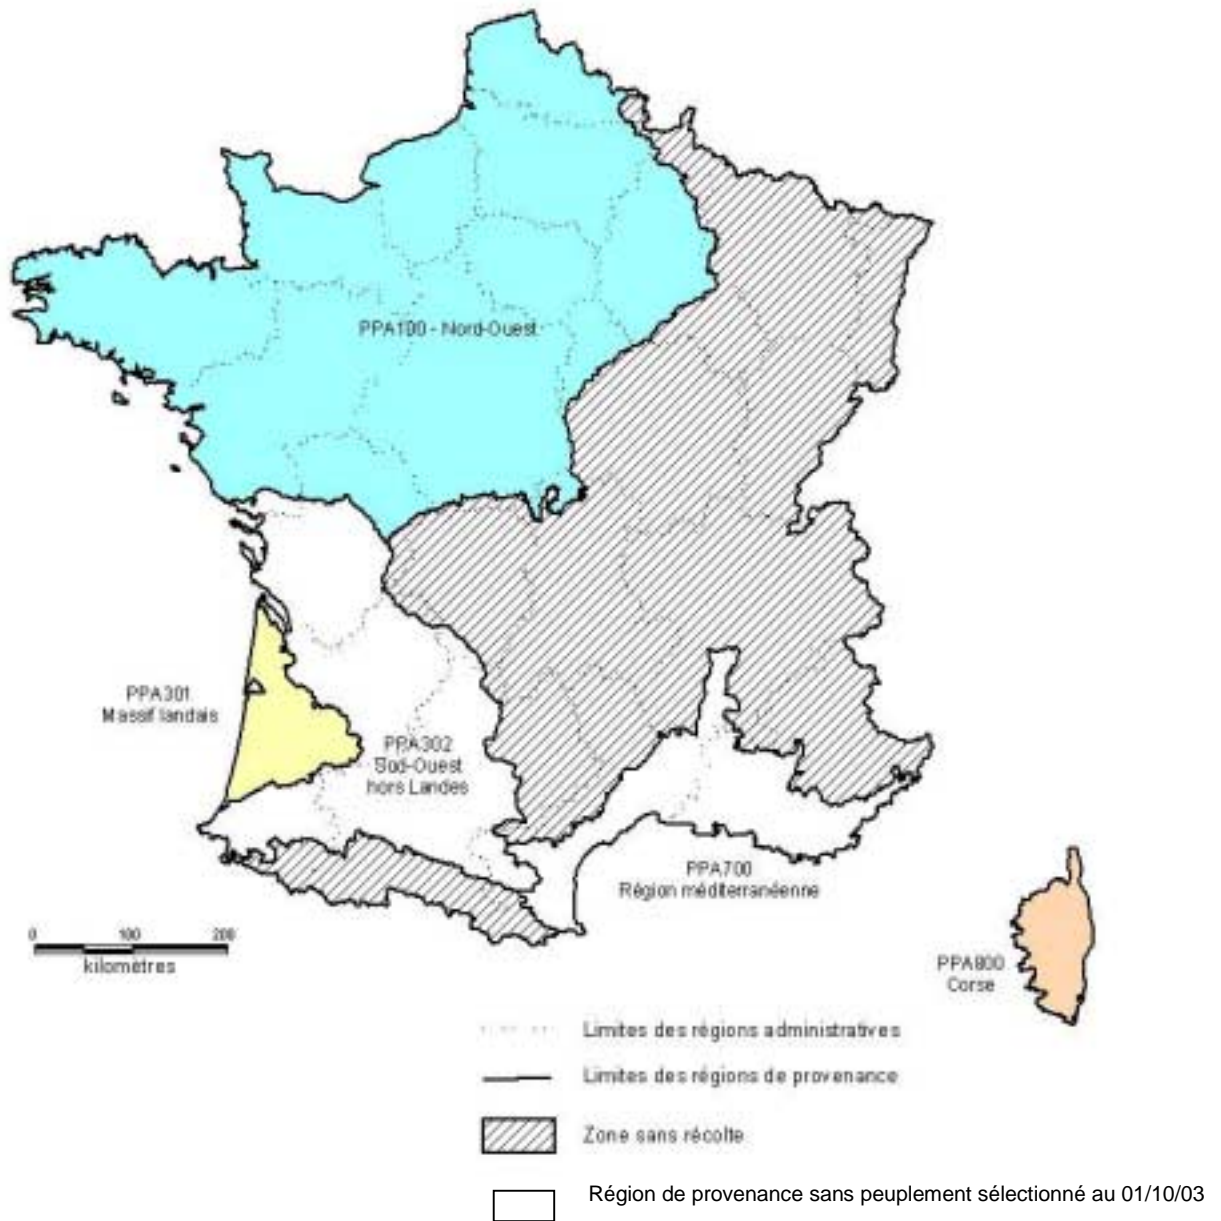 PPA100 - Nord-Ouest
PPA301
Massif landais
PPA302
Sud-Ouest
hors Landes
PPA700
Région méditerranéenne
0 100 200
kilomètres
PPA800
Corse
Limites des régions administratives
Limites des régions de provenance
Zone sans récolte
Région de provenance sans peuplement sélectionné au 01/10/03